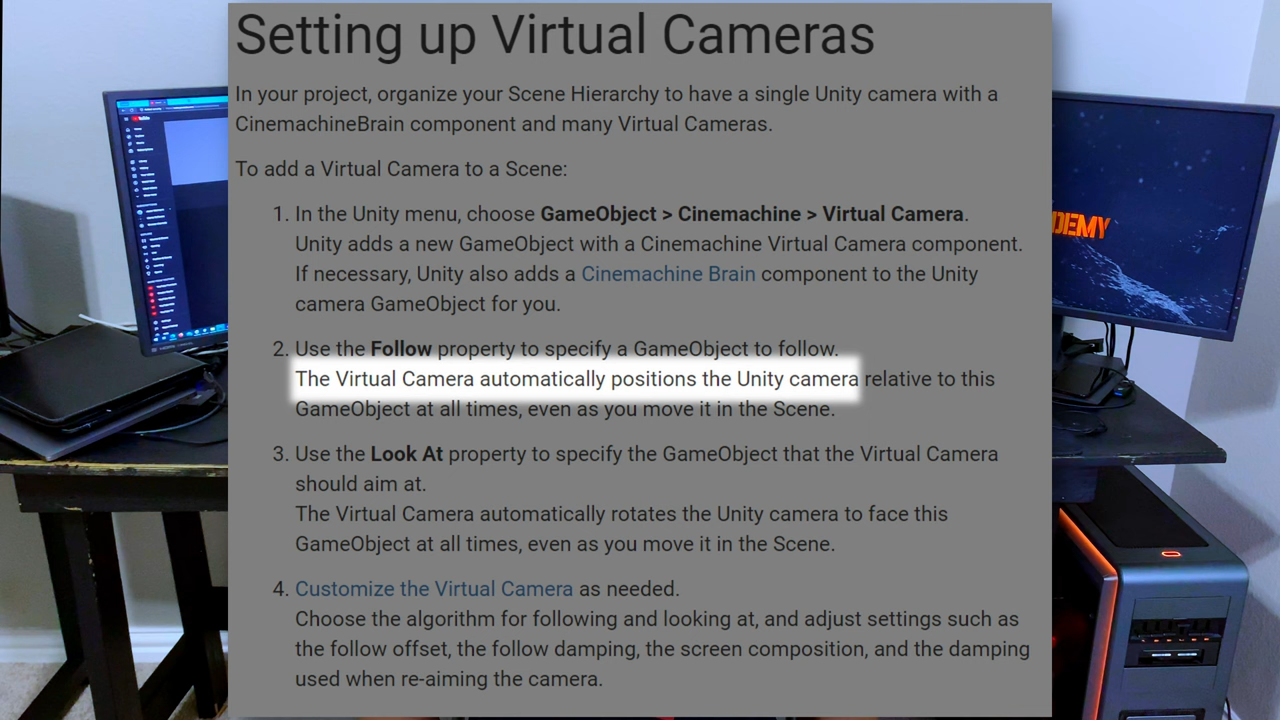 Setting up Virtual Cameras
In your project, organize your Scene Hierarchy to have a single Unity camera with a
CinemachineBrain component and many Virtual Cameras.
To add a Virtual Camera to a Scene:
1. In the Unity menu, choose GameObject > Cinemachine > Virtual Camera.
Unity adds a new GameObject with a Cinemachine Virtual Camera component.
If necessary, Unity also adds a Cinemachine Brain component to the Unity
camera GameObject for you.
2. Use the Follow property to specify a GameObject to follow.
The Virtual Camera automatically positions the Unity camera relative to this
GameObject at all times, even as you move it in the Scene.
3. Use the Look At property to specify the GameObject that the Virtual Camera
should aim at.
The Virtual Camera automatically rotates the Unity camera to face this
GameObject at all times, even as you move it in the Scene.
4. Customize the Virtual Camera as needed.
Choose the algorithm for following and looking at, and adjust settings such as
the follow offset, the follow damping, the screen composition, and the damping
used when re-aiming the camera.
DEMY